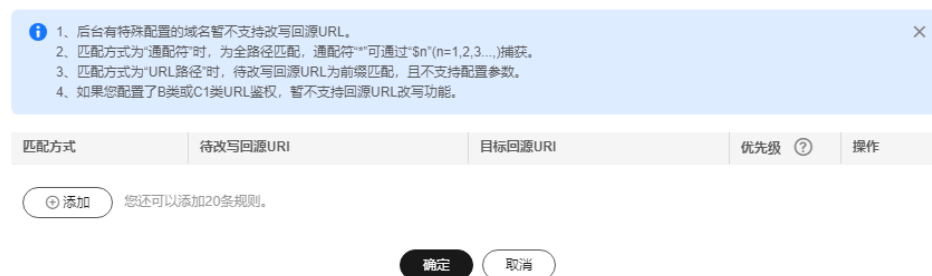 1、后台有特殊配置的域名暂不支持改写回源URL。
2、匹配方式为“通配符”时，为全路径匹配，通配符“*”可通过“$n”(n=1,2,3...,)捕获。
3、匹配方式为“URL路径”时，待改写回源URL为前缀匹配，且不支持配置参数。
4、如果您配置了B类或C1类URL鉴权，暂不支持回源URL改写功能。
匹配方式 待改写回源URI 目标回源URI 优先级 ? 操作
添加 您还可以添加20条规则。
确定 取消